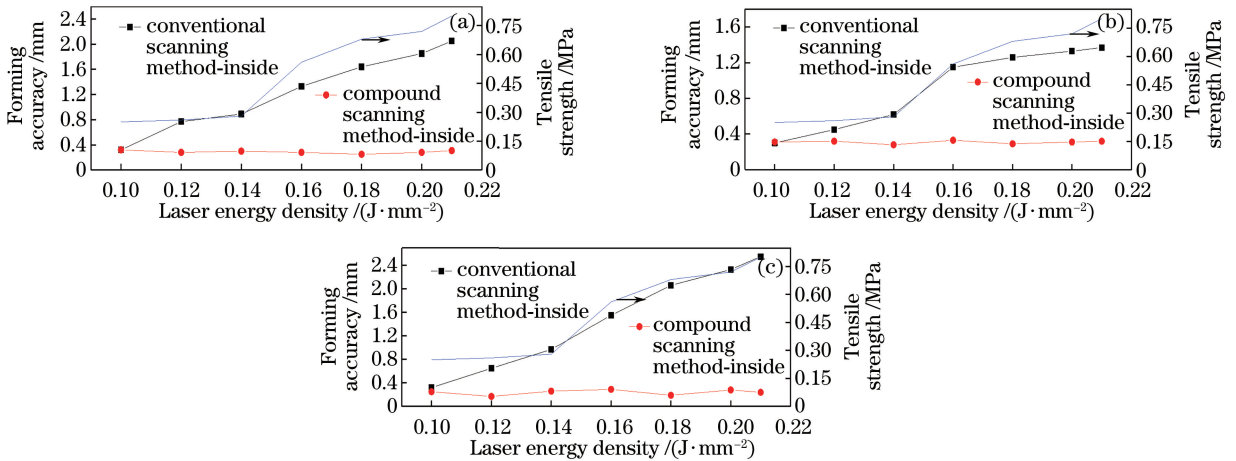 (a)
2.4
2.0
1.6
1.2
0.8
0.4
0
Forming
accuracy /mm
conventional
scanning
method-inside
compound
scanning
method-inside
0.75
0.60
0.45
0.30
0.15
0
Tensile
strength /MPa
0.10 0.12 0.14 0.16 0.18 0.20 0.22
Laser energy density /(J·mm⁻²)
(b)
1.6
1.2
0.8
0.4
0
Forming
accuracy /mm
conventional
scanning
method-inside
compound
scanning
method-inside
0.75
0.60
0.45
0.30
0.15
0
Tensile
strength /MPa
0.10 0.12 0.14 0.16 0.18 0.20 0.22
Laser energy density /(J·mm⁻²)
(c)
2.4
2.0
1.6
1.2
0.8
0.4
0
Forming
accuracy /mm
conventional
scanning
method-inside
compound
scanning
method-inside
0.75
0.60
0.45
0.30
0.15
0
Tensile
strength /MPa
0.10 0.12 0.14 0.16 0.18 0.20 0.22
Laser energy density /(J·mm⁻²)